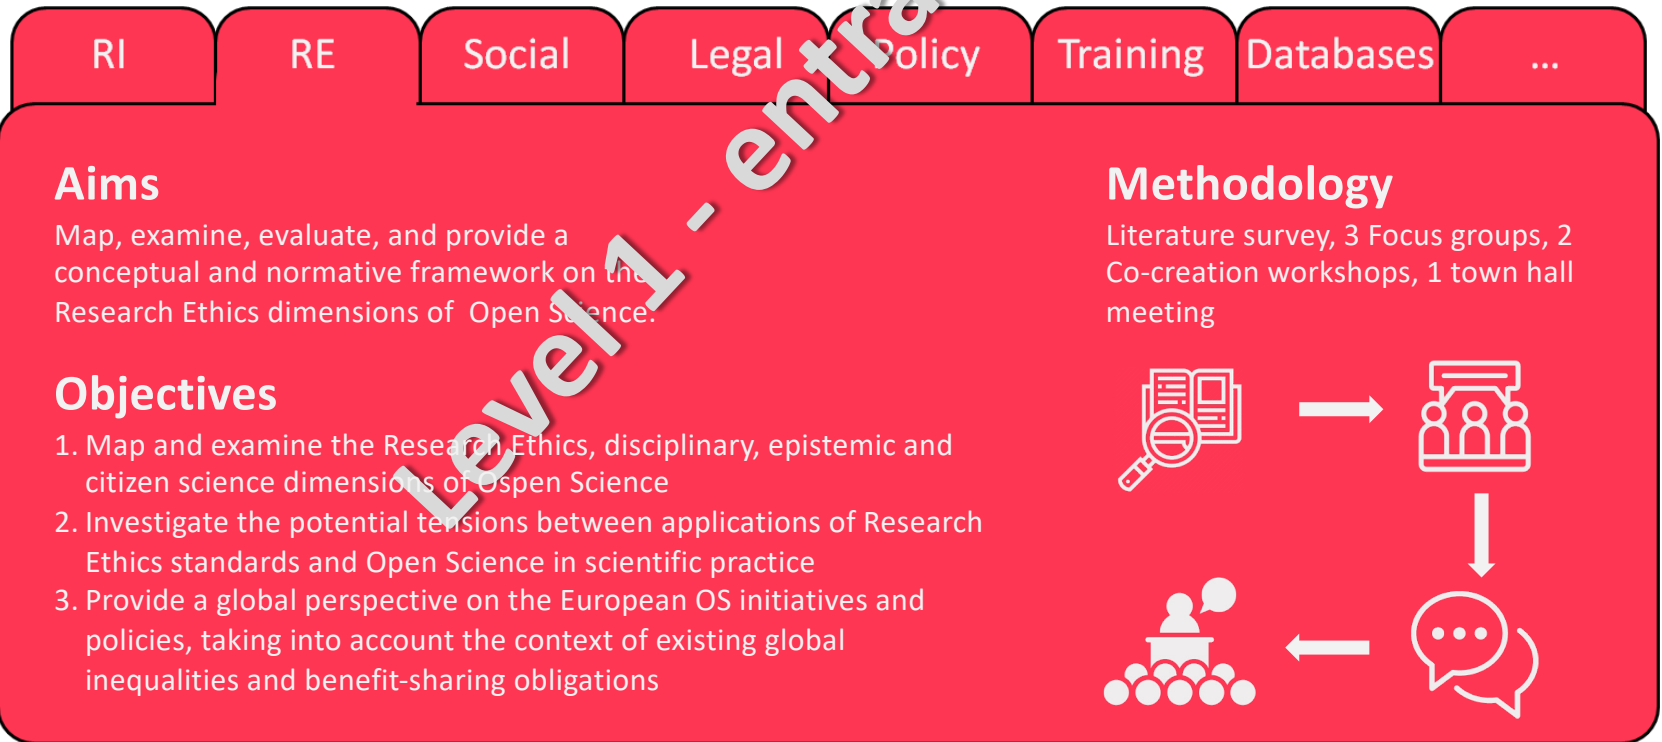 RI
RE
Social
Legal
Policy
Training
Databases
...
Aims
Map, examine, evaluate, and provide a
conceptual and normative framework on the
Research Ethics dimensions of Open Science.
Objectives
1. Map and examine the Research Ethics, disciplinary, epistemic and
citizen science dimensions of Ospen Science
2. Investigate the potential tensions between applications of Research
Ethics standards and Open Science in scientific practice
3. Provide a global perspective on the European OS initiatives and
policies, taking into account the context of existing global
inequalities and benefit-sharing obligations
Methodology
Literature survey, 3 Focus groups, 2
Co-creation workshops, 1 town hall
meeting
Level 1 - entra